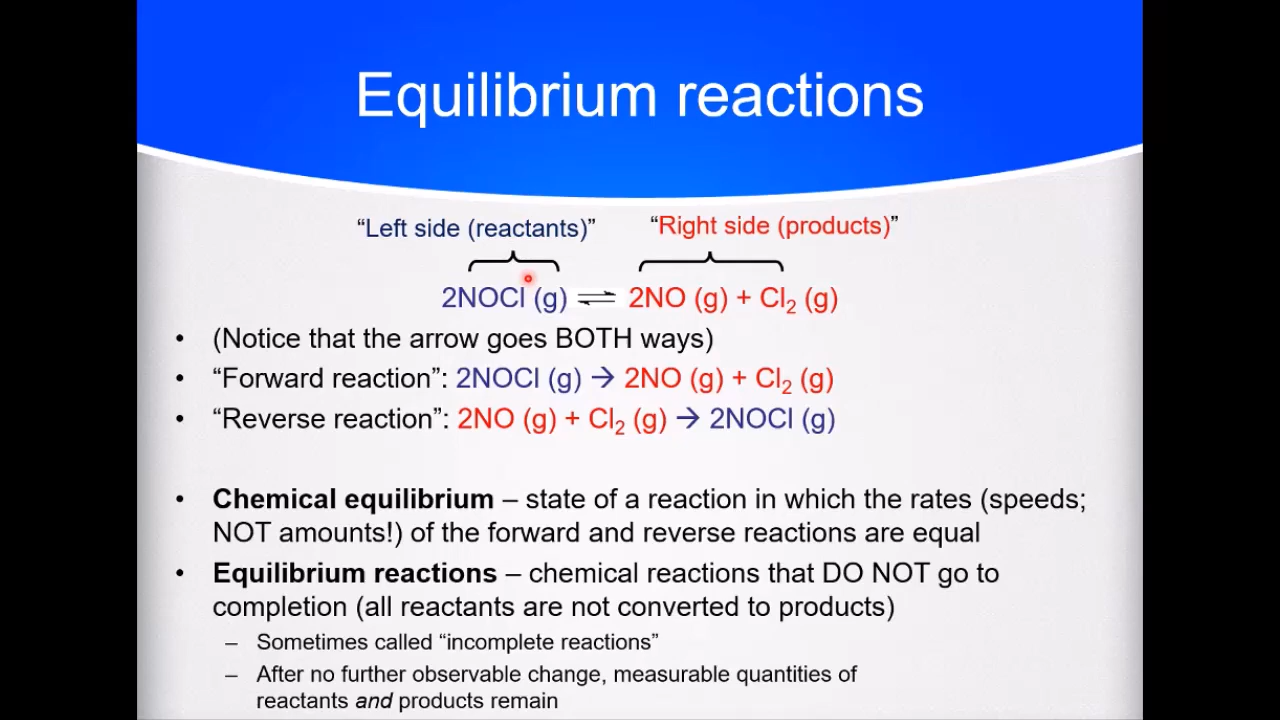 Equilibrium reactions
“Left side (reactants)” “Right side (products)”
2NOCl (g) ⇌ 2NO (g) + Cl₂ (g)
• (Notice that the arrow goes BOTH ways)
• “Forward reaction”: 2NOCl (g) → 2NO (g) + Cl₂ (g)
• “Reverse reaction”: 2NO (g) + Cl₂ (g) → 2NOCl (g)
• Chemical equilibrium – state of a reaction in which the rates (speeds;
NOT amounts!) of the forward and reverse reactions are equal
• Equilibrium reactions – chemical reactions that DO NOT go to
completion (all reactants are not converted to products)
– Sometimes called “incomplete reactions”
– After no further observable change, measurable quantities of
reactants and products remain